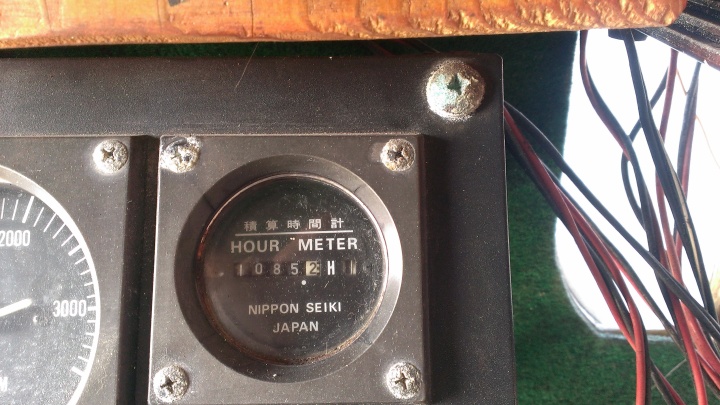 積算時間計
HOUR METER
1085 2 H
NIPPON SEIKI
JAPAN
2000
3000